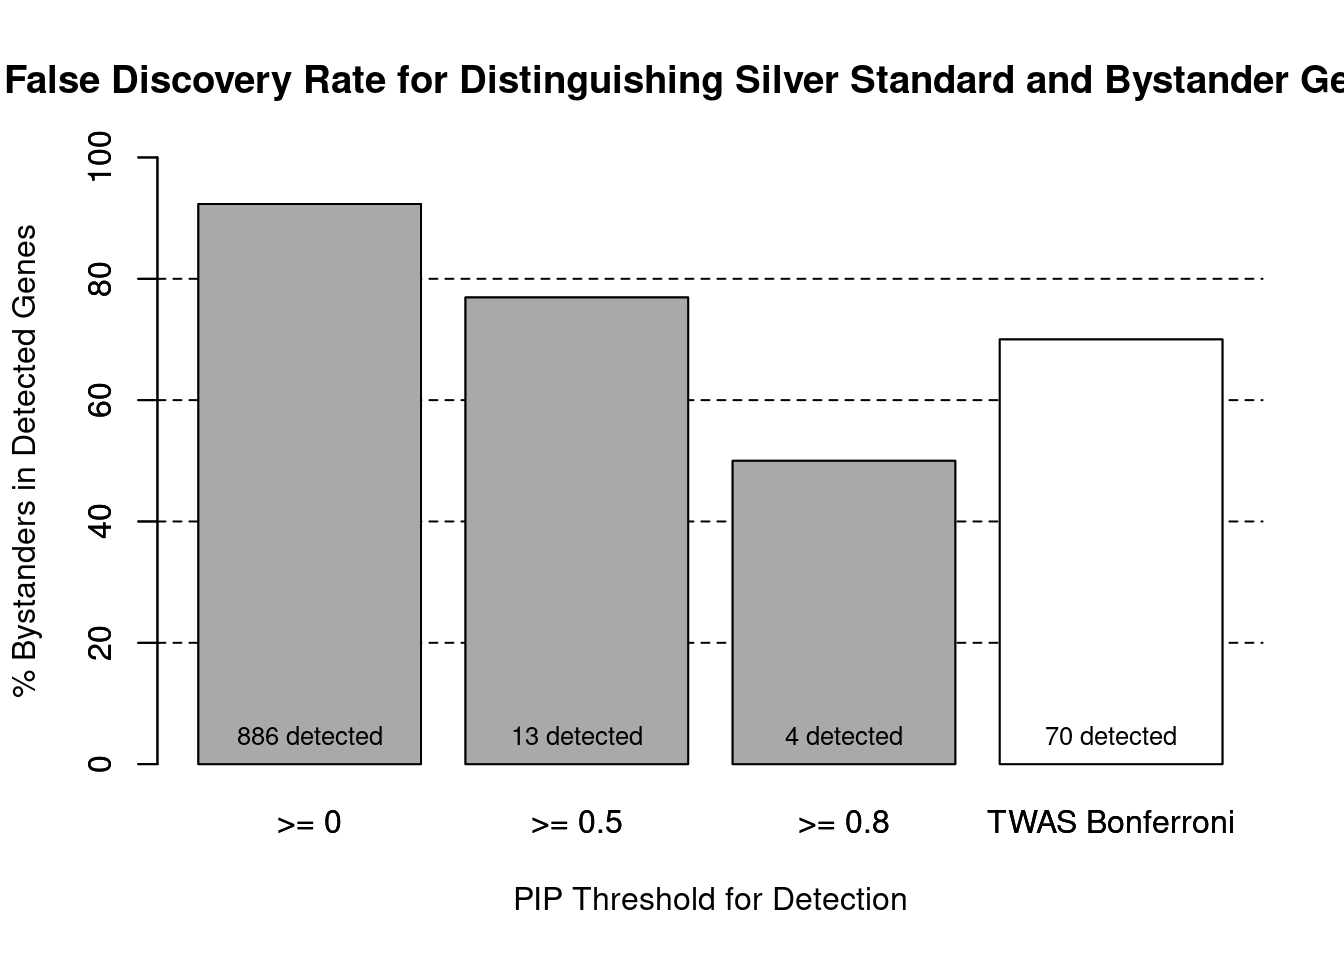 False Discovery Rate for Distinguishing Silver Standard and Bystander
% Bystanders in Detected Genes
100
80
60
40
20
0
886 detected
13 detected
4 detected
70 detected
>= 0
>= 0.5
>= 0.8
TWAS Bonferroni
PIP Threshold for Detection